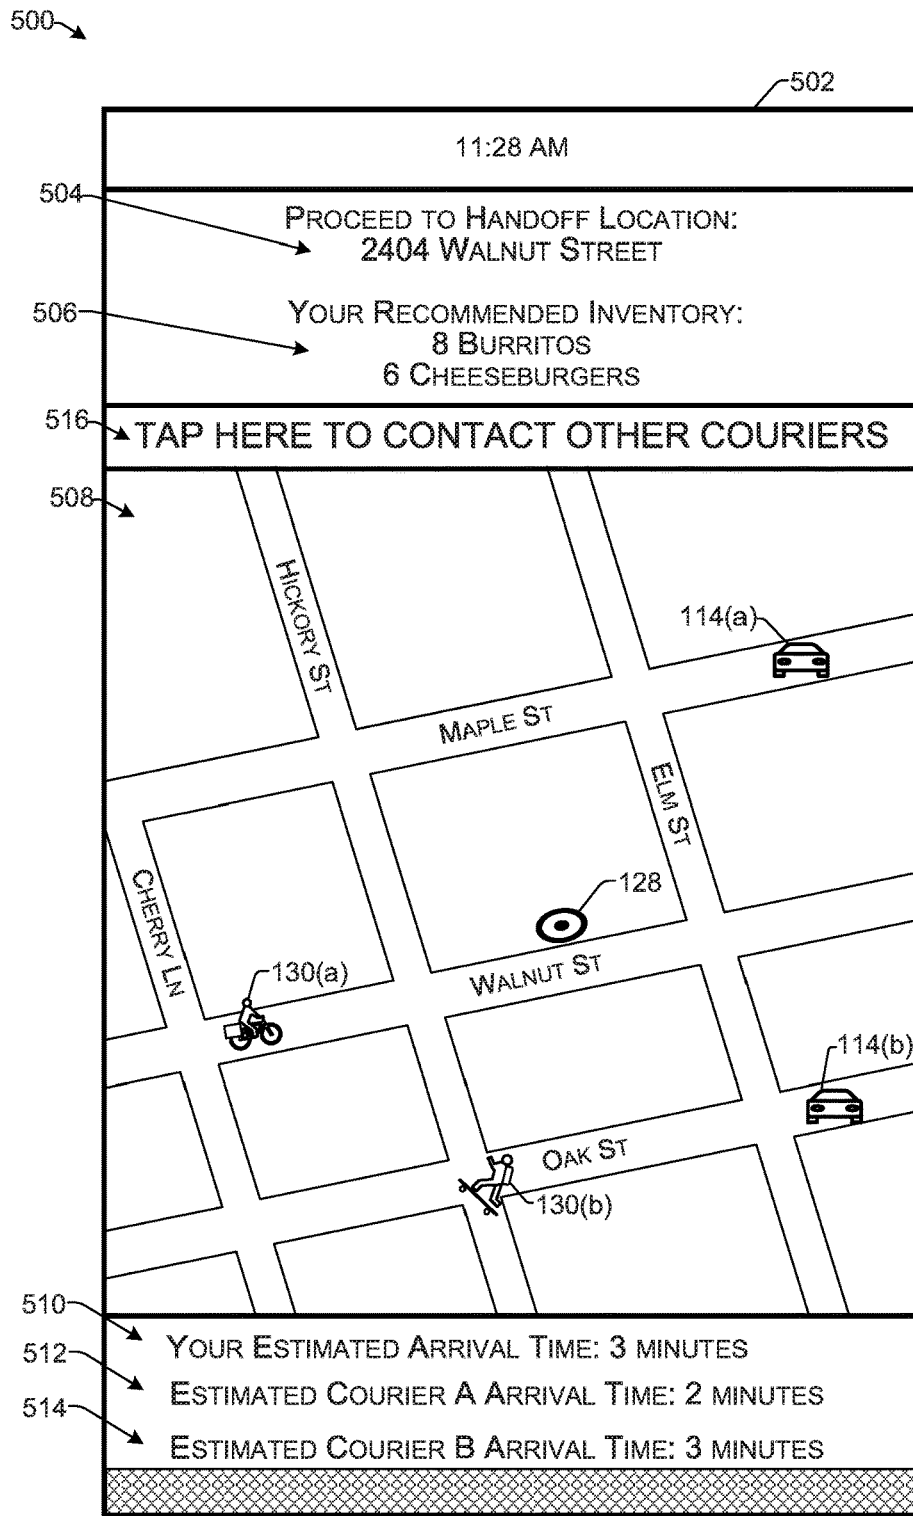 500
502
11:28 AM
504
PROCEED TO HANDOFF LOCATION:
2404 WALNUT STREET
506
YOUR RECOMMENDED INVENTORY:
8 BURRITOS
6 CHEESEBURGERS
516
TAP HERE TO CONTACT OTHER COURIERS
508
HICKORY ST
114(a)
MAPLE ST
ELM ST
CHERRY LN
128
130(a)
WALNUT ST
114(b)
OAK ST
130(b)
510
YOUR ESTIMATED ARRIVAL TIME: 3 MINUTES
512
ESTIMATED COURIER A ARRIVAL TIME: 2 MINUTES
514
ESTIMATED COURIER B ARRIVAL TIME: 3 MINUTES